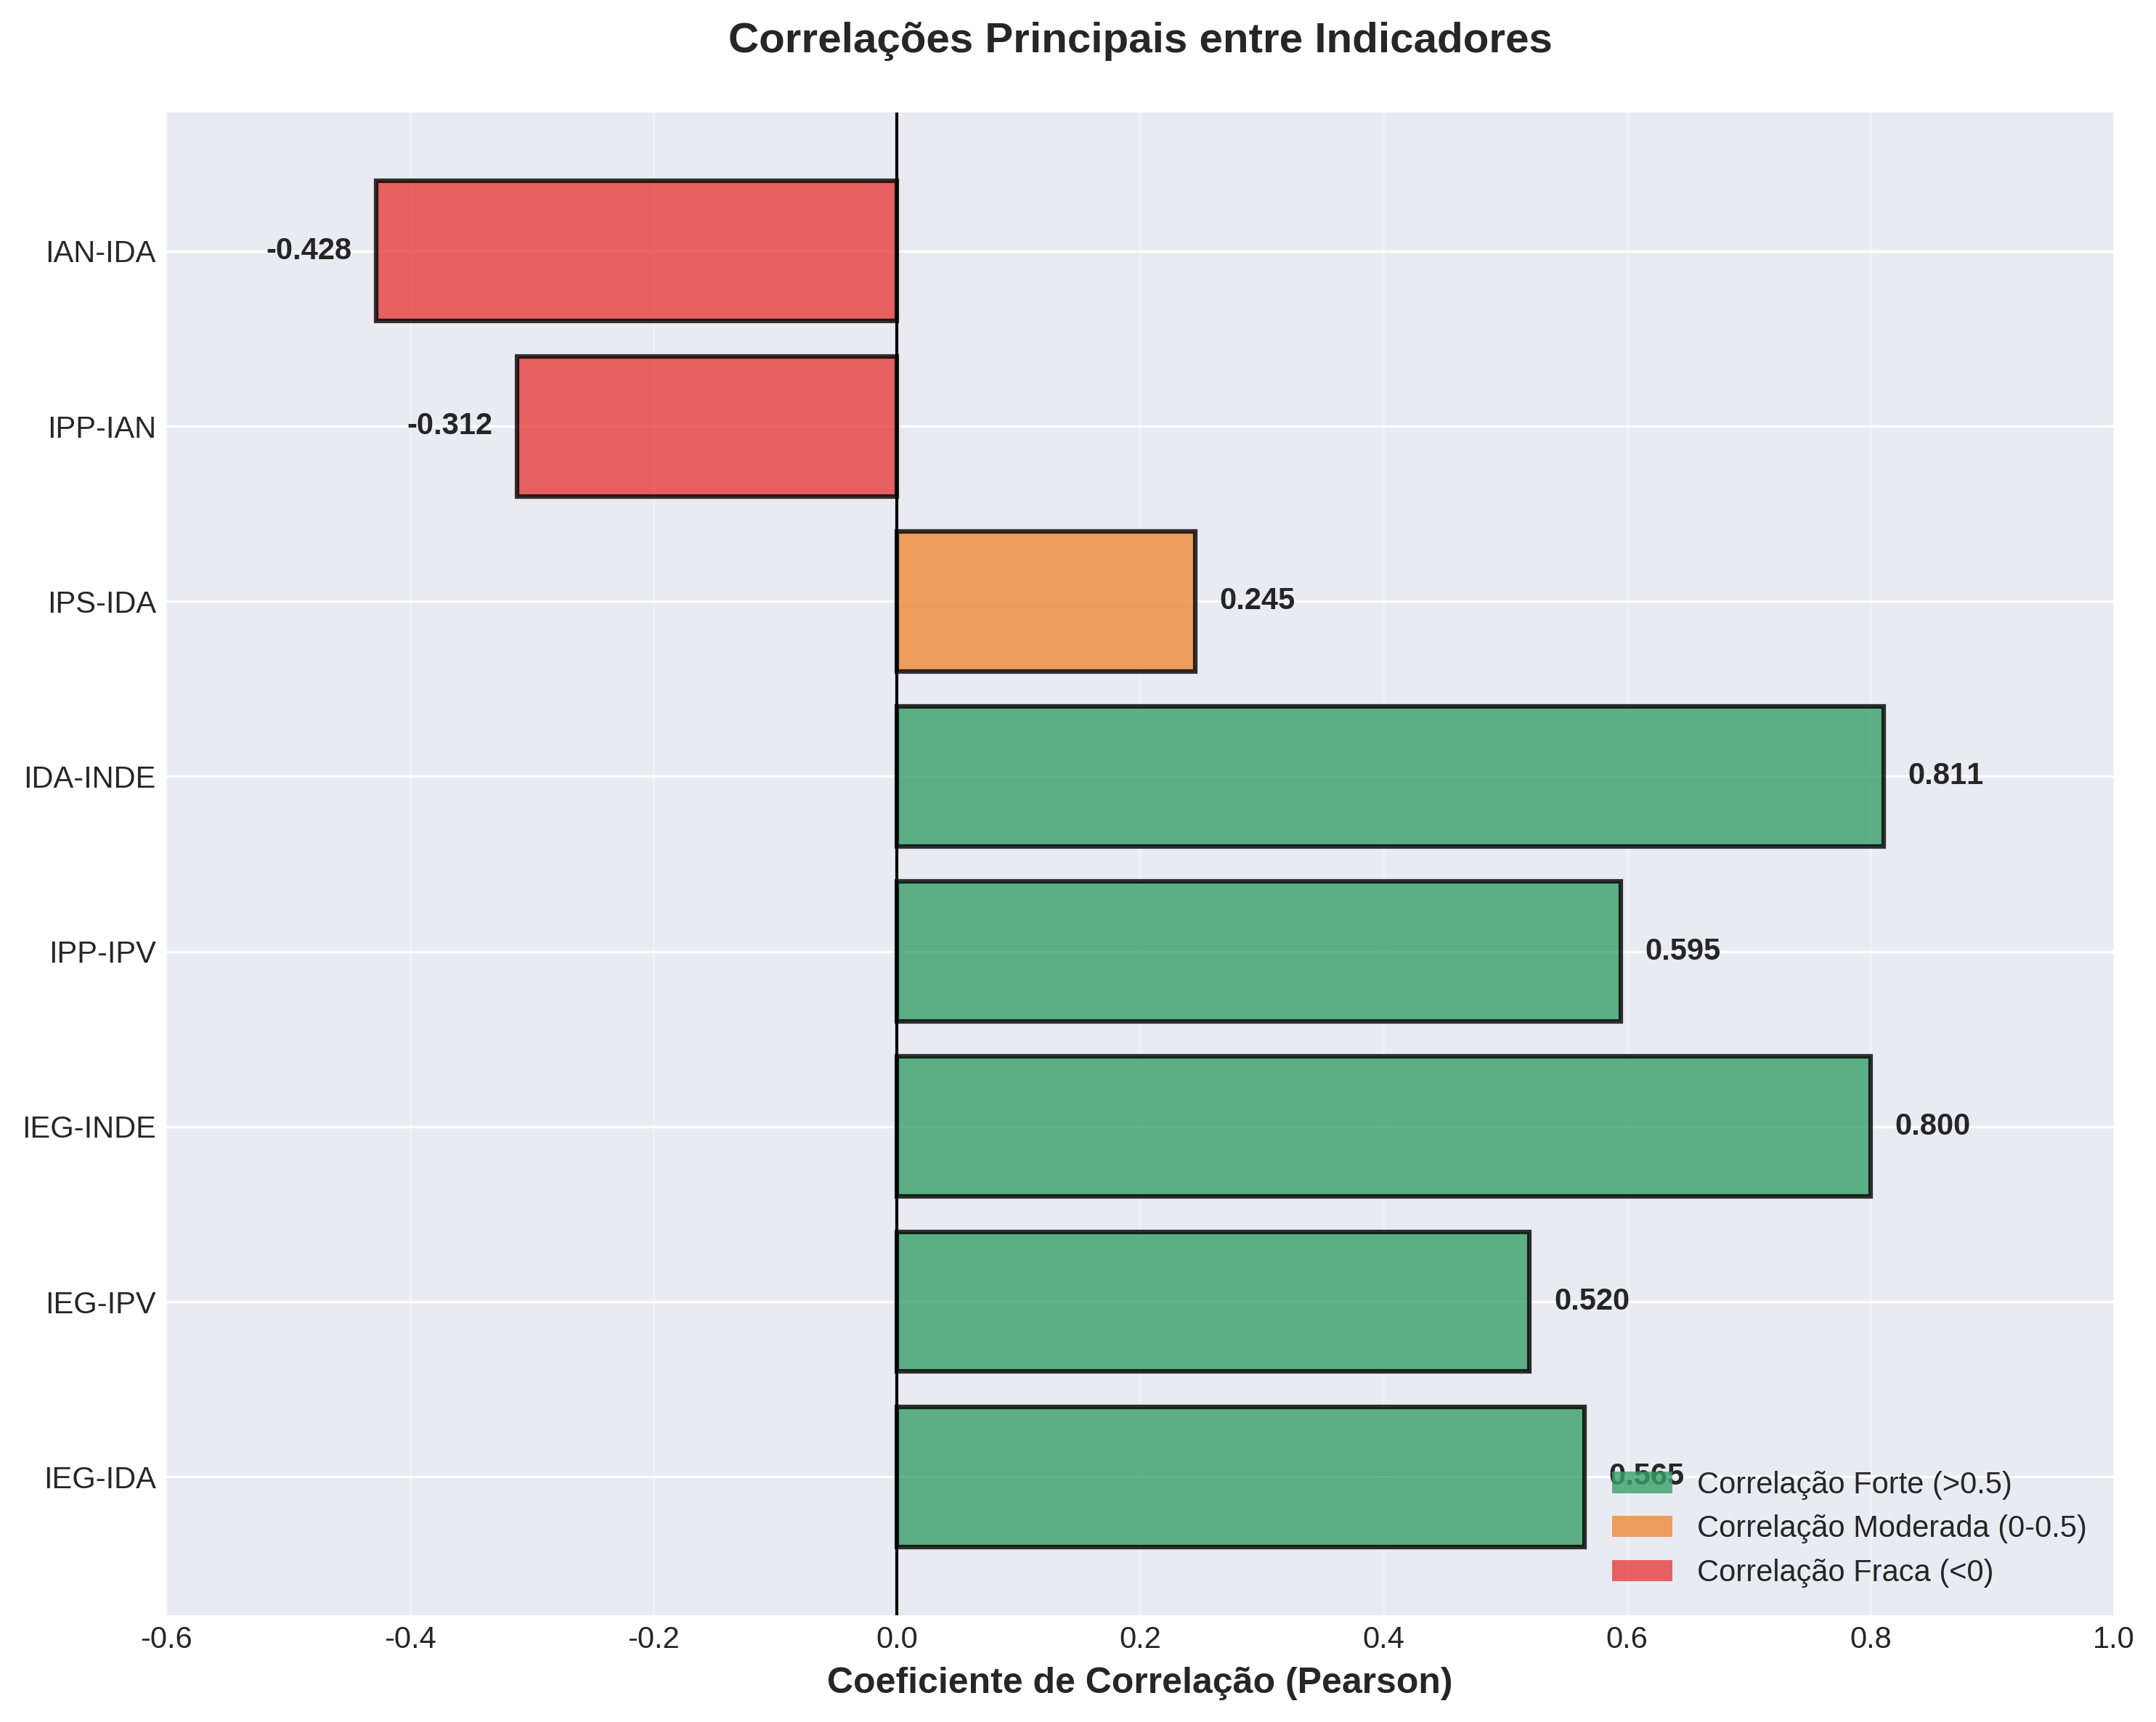 Correlações Principais entre Indicadores
IAN-IDA
-0.428
IPP-IAN
-0.312
IPS-IDA
0.245
IDA-INDE
0.811
IPP-IPV
0.595
IEG-INDE
0.800
IEG-IPV
0.520
IEG-IDA
0.565
Correlação Forte (>0.5)
Correlação Moderada (0-0.5)
Correlação Fraca (<0)
-0.6 -0.4 -0.2 0.0 0.2 0.4 0.6 0.8 1.0
Coeficiente de Correlação (Pearson)